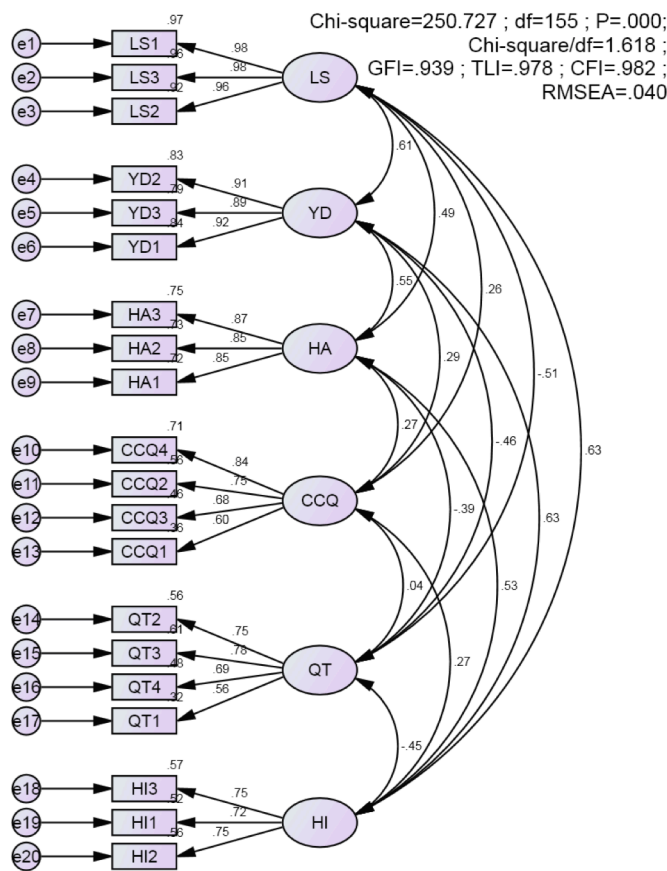 Chi-square=250.727 ; df=155 ; P=.000;
Chi-square/df=1.618 ;
GFI=.939 ; TLI=.978 ; CFI=.982 ;
RMSEA=.040
.97
e1 LS1 .98
.96
e2 LS3 .98 LS
.92
e3 LS2 .96
.61
.83
e4 YD2 .91
.79
e5 YD3 .89 YD .49
.84
e6 YD1 .92
.55 .26
.75
e7 HA3 .87
.73
e8 HA2 .85 HA .29
.72
e9 HA1 .85 -.51
.27 -.46 .63
.71
e10 CCQ4 .84
.56
e11 CCQ2 .75
.46 CCQ -.39 .63
e12 CCQ3 .68
.36
e13 CCQ1 .60
.04 .53
.56
e14 QT2 .75
.61
e15 QT3 .78 .27
.48 QT
e16 QT4 .69
.32
e17 QT1 .56
-.45
.57
e18 HI3 .75
.52
e19 HI1 .72 HI
.56
e20 HI2 .75